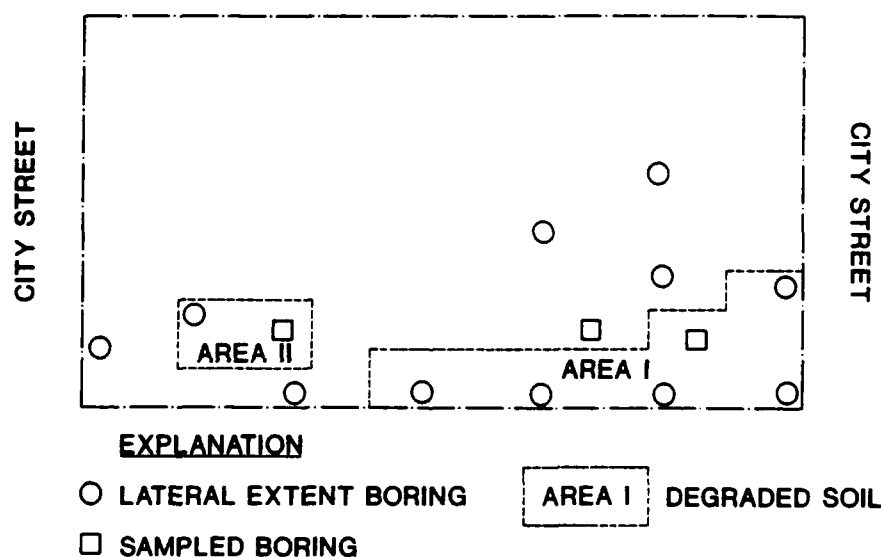 CITY STREET
CITY STREET
AREA II
AREA I
EXPLANATION
LATERAL EXTENT BORING
SAMPLED BORING
AREA I
DEGRADED SOIL